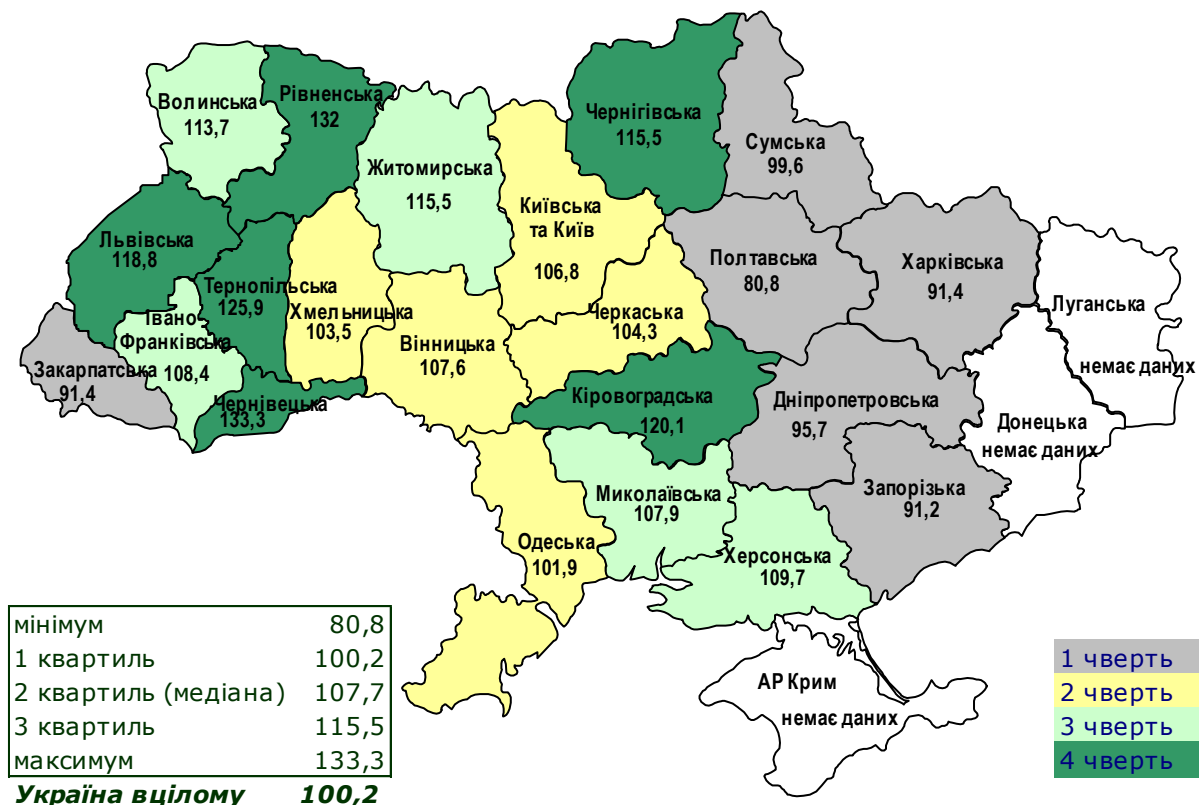 Волинська
113,7
Рівненська
132
Житомирська
115,5
Чернігівська
115,5
Сумська
99,6
Київська
та Київ
106,8
Львівська
118,8
Тернопільська
125,9
Хмельницька
103,5
Івано-
Франківська
108,4
Закарпатська
91,4
Чернівецька
133,3
Вінницька
107,6
Черкаська
104,3
Полтавська
80,8
Харківська
91,4
Луганська
немає даних
Донецька
немає даних
Кіровоградська
120,1
Дніпропетровська
95,7
Запорізька
91,2
Миколаївська
107,9
Одеська
101,9
Херсонська
109,7
АР Крим
немає даних
мінімум 80,8
1 квартиль 100,2
2 квартиль (медіана) 107,7
3 квартиль 115,5
максимум 133,3
Україна вцілому 100,2
1 чверть
2 чверть
3 чверть
4 чверть